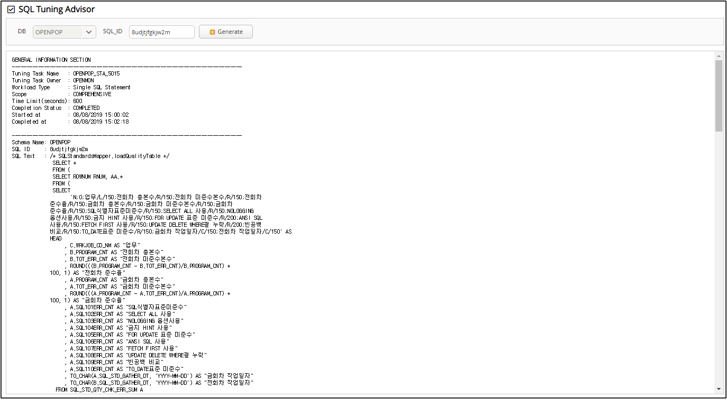 SQL Tuning Advisor
DB OPENPOP SQL_ID 8udjtjfgkjw2m Generate
GENERAL INFORMATION SECTION
-------------------------------------------------------------------------------
Tuning Task Name : OPENPOP_STA_5015
Tuning Task Owner : OPENMON
Workload Type : Single SQL Statement
Scope : COMPREHENSIVE
Time Limit(seconds): 600
Completion Status : COMPLETED
Started at : 08/08/2019 15:00:02
Completed at : 08/08/2019 15:02:18
-------------------------------------------------------------------------------
Schema Name: OPENPOP
SQL ID :
SQL Text : /* SQLStandardsMapper.loadQualityTable */
SELECT *
FROM (
SELECT ROWNUM RNUM, AA.*
FROM (
SELECT
'N:0:업무/L/150:전회차 총본수/R/150:전회차 미준수본수/R/150:전회차
준수율/R/150:금회차 총본수/R/150:금회차 미준수본수/R/150:금회차
준수율/R/150:SQL식별자표준미준수/R/150:SELECT ALL 사용/R/150:NOLOGGING
옵션사용/R/150:금지 HINT 사용/R/150:FOR UPDATE 표준 미준수/R/200:ANSI SQL
사용/R/150:FETCH FIRST 사용/R/150:UPDATE DELETE WHERE절 누락/R/200:빈공백
비교/R/150:TO_DATE표준 미준수/R/150:금회차 작업일자/C/150:전회차 작업일자/C/150' AS
HEAD
, C.WRKJOB_CD_NM AS "업무"
, B.PROGRAM_CNT AS "전회차 총본수"
, B.TOT_ERR_CNT AS "전회차 미준수본수"
, ROUND(((B.PROGRAM_CNT - B.TOT_ERR_CNT)/B.PROGRAM_CNT) *
100, 1) AS "전회차 준수율"
, A.PROGRAM_CNT AS "금회차 총본수"
, A.TOT_ERR_CNT AS "금회차 미준수본수"
, ROUND(((A.PROGRAM_CNT - A.TOT_ERR_CNT)/A.PROGRAM_CNT) *
100, 1) AS "금회차 준수율"
, A.SQL101ERR_CNT AS "SQL식별자표준미준수"
, A.SQL102ERR_CNT AS "SELECT ALL 사용"
, A.SQL103ERR_CNT AS "NOLOGGING 옵션사용"
, A.SQL104ERR_CNT AS "금지 HINT 사용"
, A.SQL105ERR_CNT AS "FOR UPDATE 표준 미준수"
, A.SQL106ERR_CNT AS "ANSI SQL 사용"
, A.SQL107ERR_CNT AS "FETCH FIRST 사용"
, A.SQL108ERR_CNT AS "UPDATE DELETE WHERE절 누락"
, A.SQL109ERR_CNT AS "빈공백 비교"
, A.SQL110ERR_CNT AS "TO_DATE표준 미준수"
, TO_CHAR(A.SQL_STD_GATHER_DT, 'YYYY-MM-DD') AS "금회차 작업일자"
, TO_CHAR(B.SQL_STD_GATHER_DT, 'YYYY-MM-DD') AS "전회차 작업일자"
FROM SQL_STD_QTY_CHK_ERR_SUM A